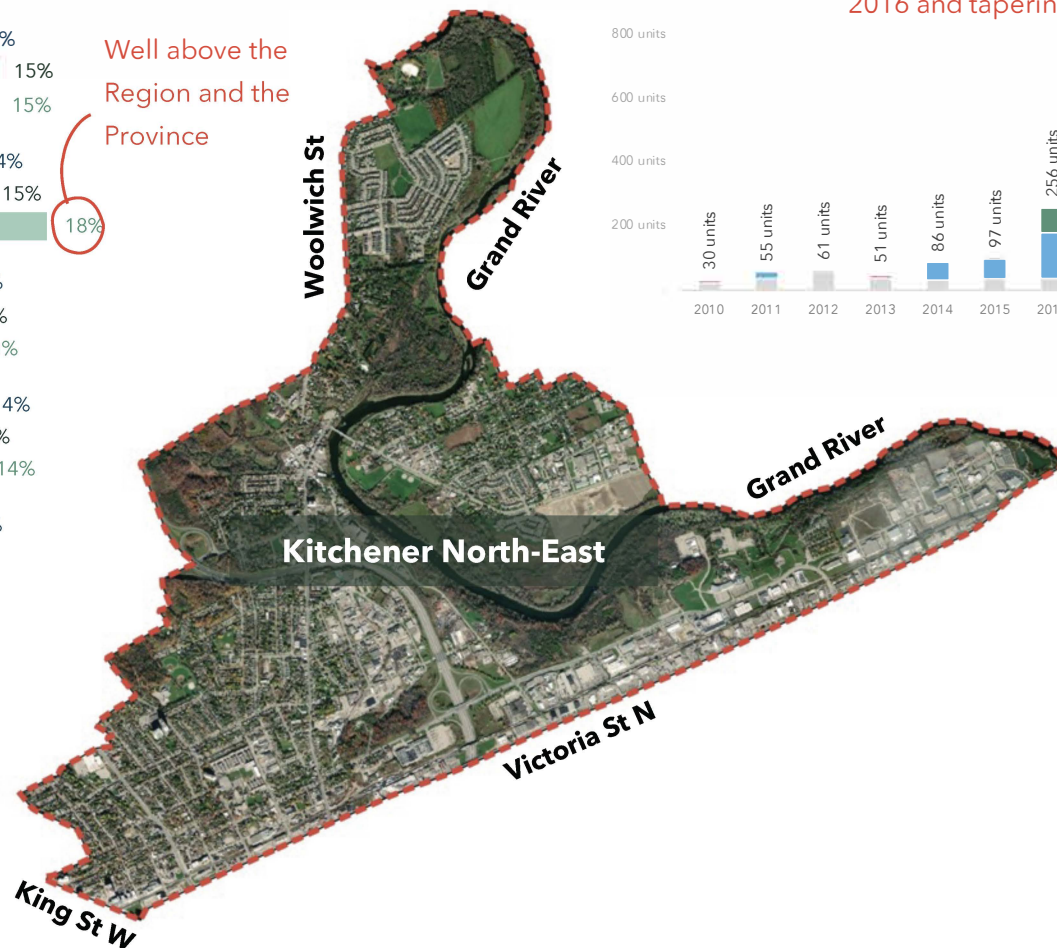 2016 and taperin
%
15%
15%
4%
15%
18%
%
%
4%
%
14%
Well above the
Region and the
Province
800 units
600 units
400 units
200 units
30 units
55 units
61 units
51 units
86 units
97 units
256 units
2010
2011
2012
2013
2014
2015
201
Woolwich St
Grand River
Grand River
Kitchener North-East
Victoria St N
King St W